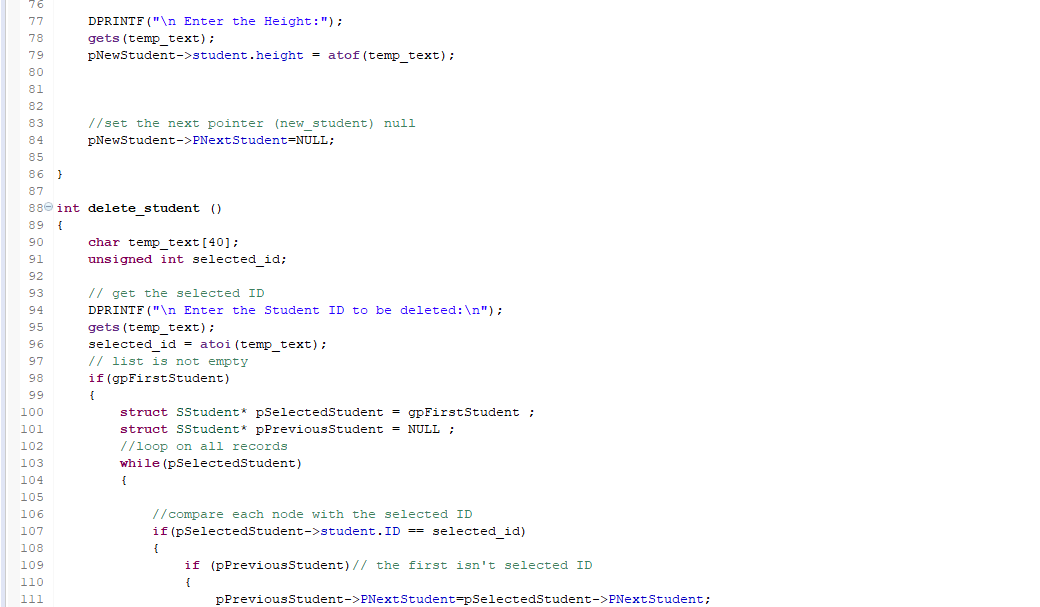 76
77 DPRINTF("\n Enter the Height:");
78 gets(temp_text);
79 pNewStudent->student.height = atof(temp_text);
80
81
82
83 //set the next pointer (new_student) null
84 pNewStudent->PNextStudent=NULL;
85
86 }
87
88 int delete_student ()
89 {
90 char temp_text[40];
91 unsigned int selected_id;
92
93 // get the selected ID
94 DPRINTF("\n Enter the Student ID to be deleted:\n");
95 gets(temp_text);
96 selected_id = atoi(temp_text);
97 // list is not empty
98 if(gpFirstStudent)
99 {
100 struct SStudent* pSelectedStudent = gpFirstStudent ;
101 struct SStudent* pPreviousStudent = NULL ;
102 //loop on all records
103 while(pSelectedStudent)
104 {
105
106 //compare each node with the selected ID
107 if(pSelectedStudent->student.ID == selected_id)
108 {
109 if (pPreviousStudent)// the first isn't selected ID
110 {
111 pPreviousStudent->PNextStudent=pSelectedStudent->PNextStudent;